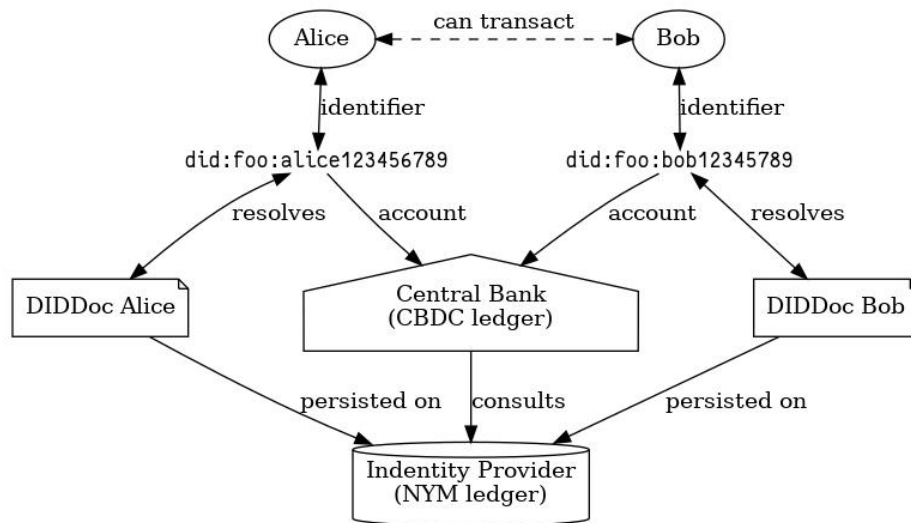 can transact
Alice
Bob
identifier
identifier
did:foo:alice123456789
did:foo:bob12345789
resolves
account
account
resolves
DIDDoc Alice
Central Bank
(CBDC ledger)
DIDDoc Bob
persisted on
consults
persisted on
Indentity Provider
(NYM ledger)